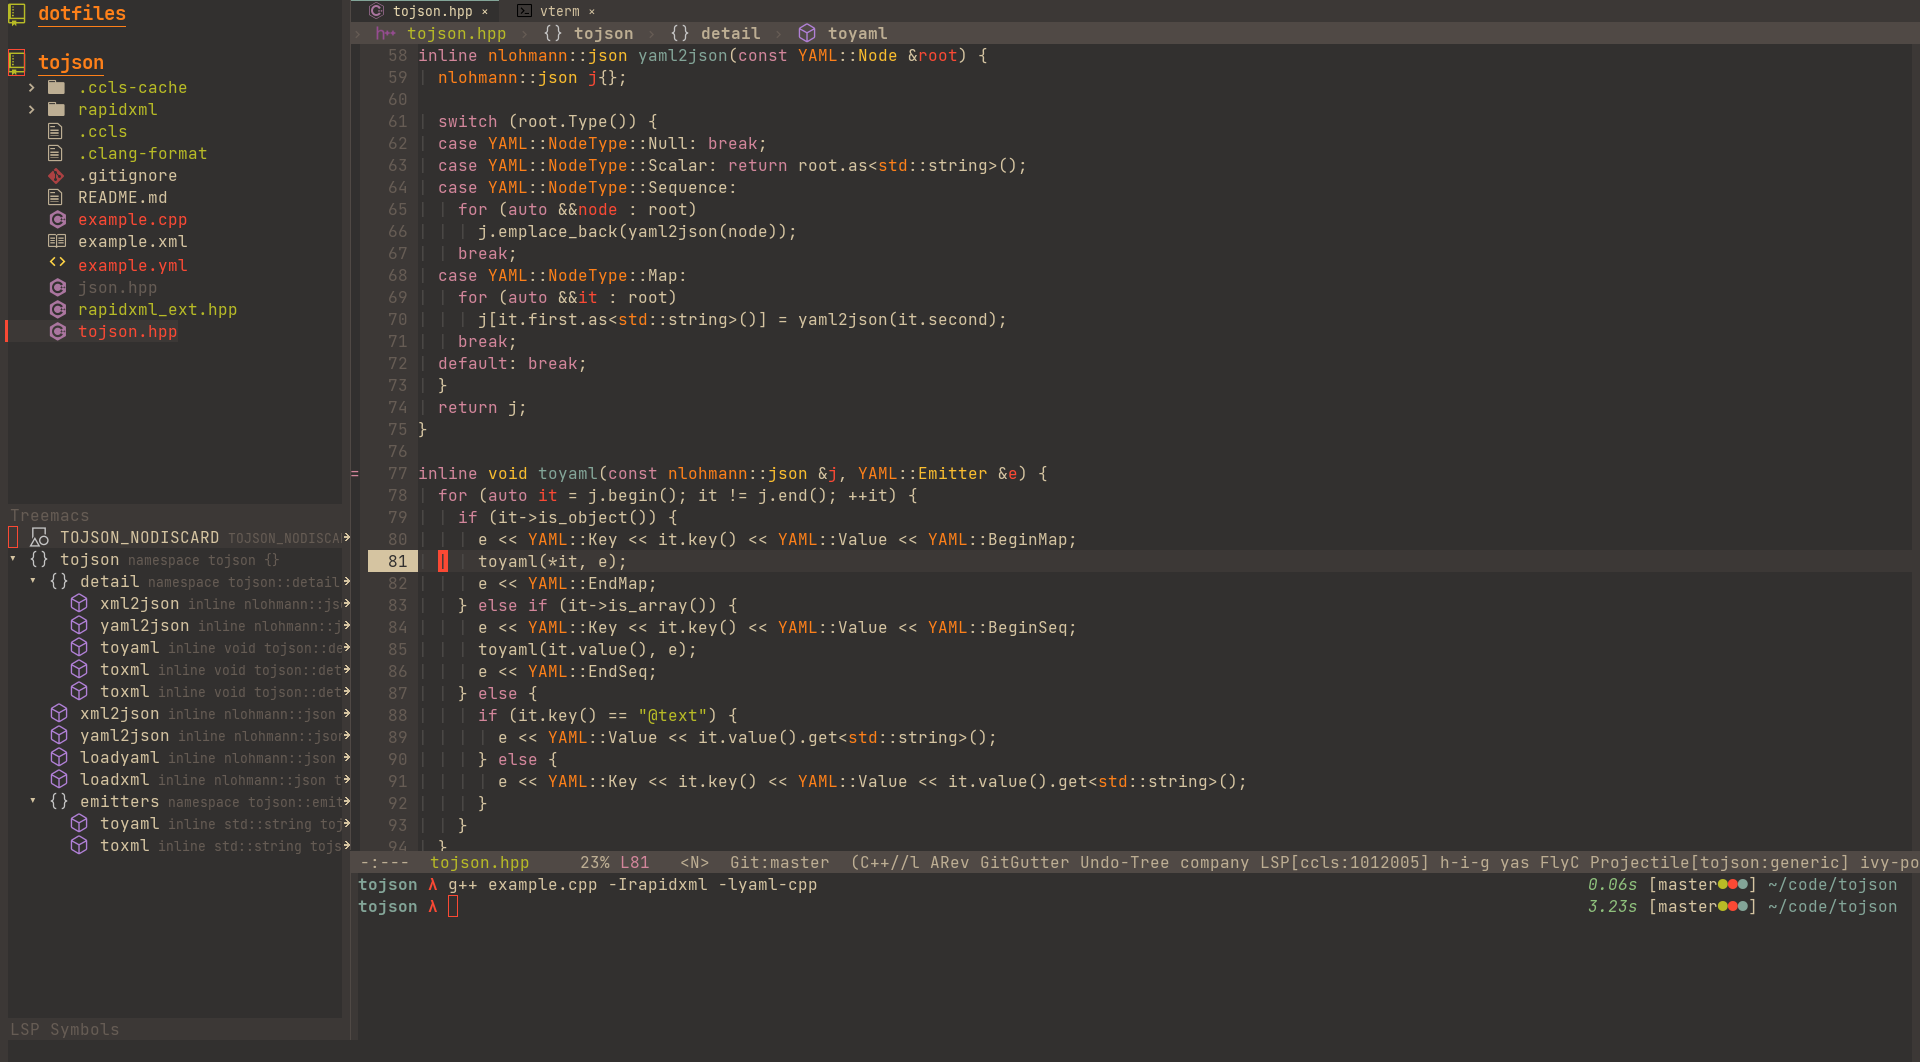 dotfiles
tojson
.ccls-cache
rapidxml
.ccls
.clang-format
.gitignore
README.md
example.cpp
example.xml
example.yml
json.hpp
rapidxml_ext.hpp
tojson.hpp
Treemacs
TOJSON_NODISCARD TOJSON_NODISCA
{} tojson namespace tojson {}
{} detail namespace tojson::detail
xml2json inline nlohmann::js
yaml2json inline nlohmann::j
toyaml inline void tojson::de
toxml inline void tojson::det
toxml inline void tojson::det
xml2json inline nlohmann::json
yaml2json inline nlohmann::json
loadyaml inline nlohmann::json
loadxml inline nlohmann::json t
{} emitters namespace tojson::emit
toyaml inline std::string toj
toxml inline std::string tojs
LSP Symbols
tojson.hpp × vterm ×
› h++ tojson.hpp › {} tojson › {} detail › toyaml
58 inline nlohmann::json yaml2json(const YAML::Node &root) {
59 nlohmann::json j{};
60
61 switch (root.Type()) {
62 case YAML::NodeType::Null: break;
63 case YAML::NodeType::Scalar: return root.as<std::string>();
64 case YAML::NodeType::Sequence:
65 for (auto &&node : root)
66 j.emplace_back(yaml2json(node));
67 break;
68 case YAML::NodeType::Map:
69 for (auto &&it : root)
70 j[it.first.as<std::string>()] = yaml2json(it.second);
71 break;
72 default: break;
73 }
74 return j;
75 }
76
= 77 inline void toyaml(const nlohmann::json &j, YAML::Emitter &e) {
78 for (auto it = j.begin(); it != j.end(); ++it) {
79 if (it->is_object()) {
80 e << YAML::Key << it.key() << YAML::Value << YAML::BeginMap;
81 toyaml(*it, e);
82 e << YAML::EndMap;
83 } else if (it->is_array()) {
84 e << YAML::Key << it.key() << YAML::Value << YAML::BeginSeq;
85 toyaml(it.value(), e);
86 e << YAML::EndSeq;
87 } else {
88 if (it.key() == "@text") {
89 e << YAML::Value << it.value().get<std::string>();
90 } else {
91 e << YAML::Key << it.key() << YAML::Value << it.value().get<std::string>();
92 }
93 }
94 }
-:--- tojson.hpp 23% L81 <N> Git:master (C++//l ARev GitGutter Undo-Tree company LSP[ccls:1012005] h-i-g yas FlyC Projectile[tojson:generic] ivy-po
tojson λ g++ example.cpp -Irapidxml -lyaml-cpp 0.06s [master●●●] ~/code/tojson
tojson λ 3.23s [master●●●] ~/code/tojson